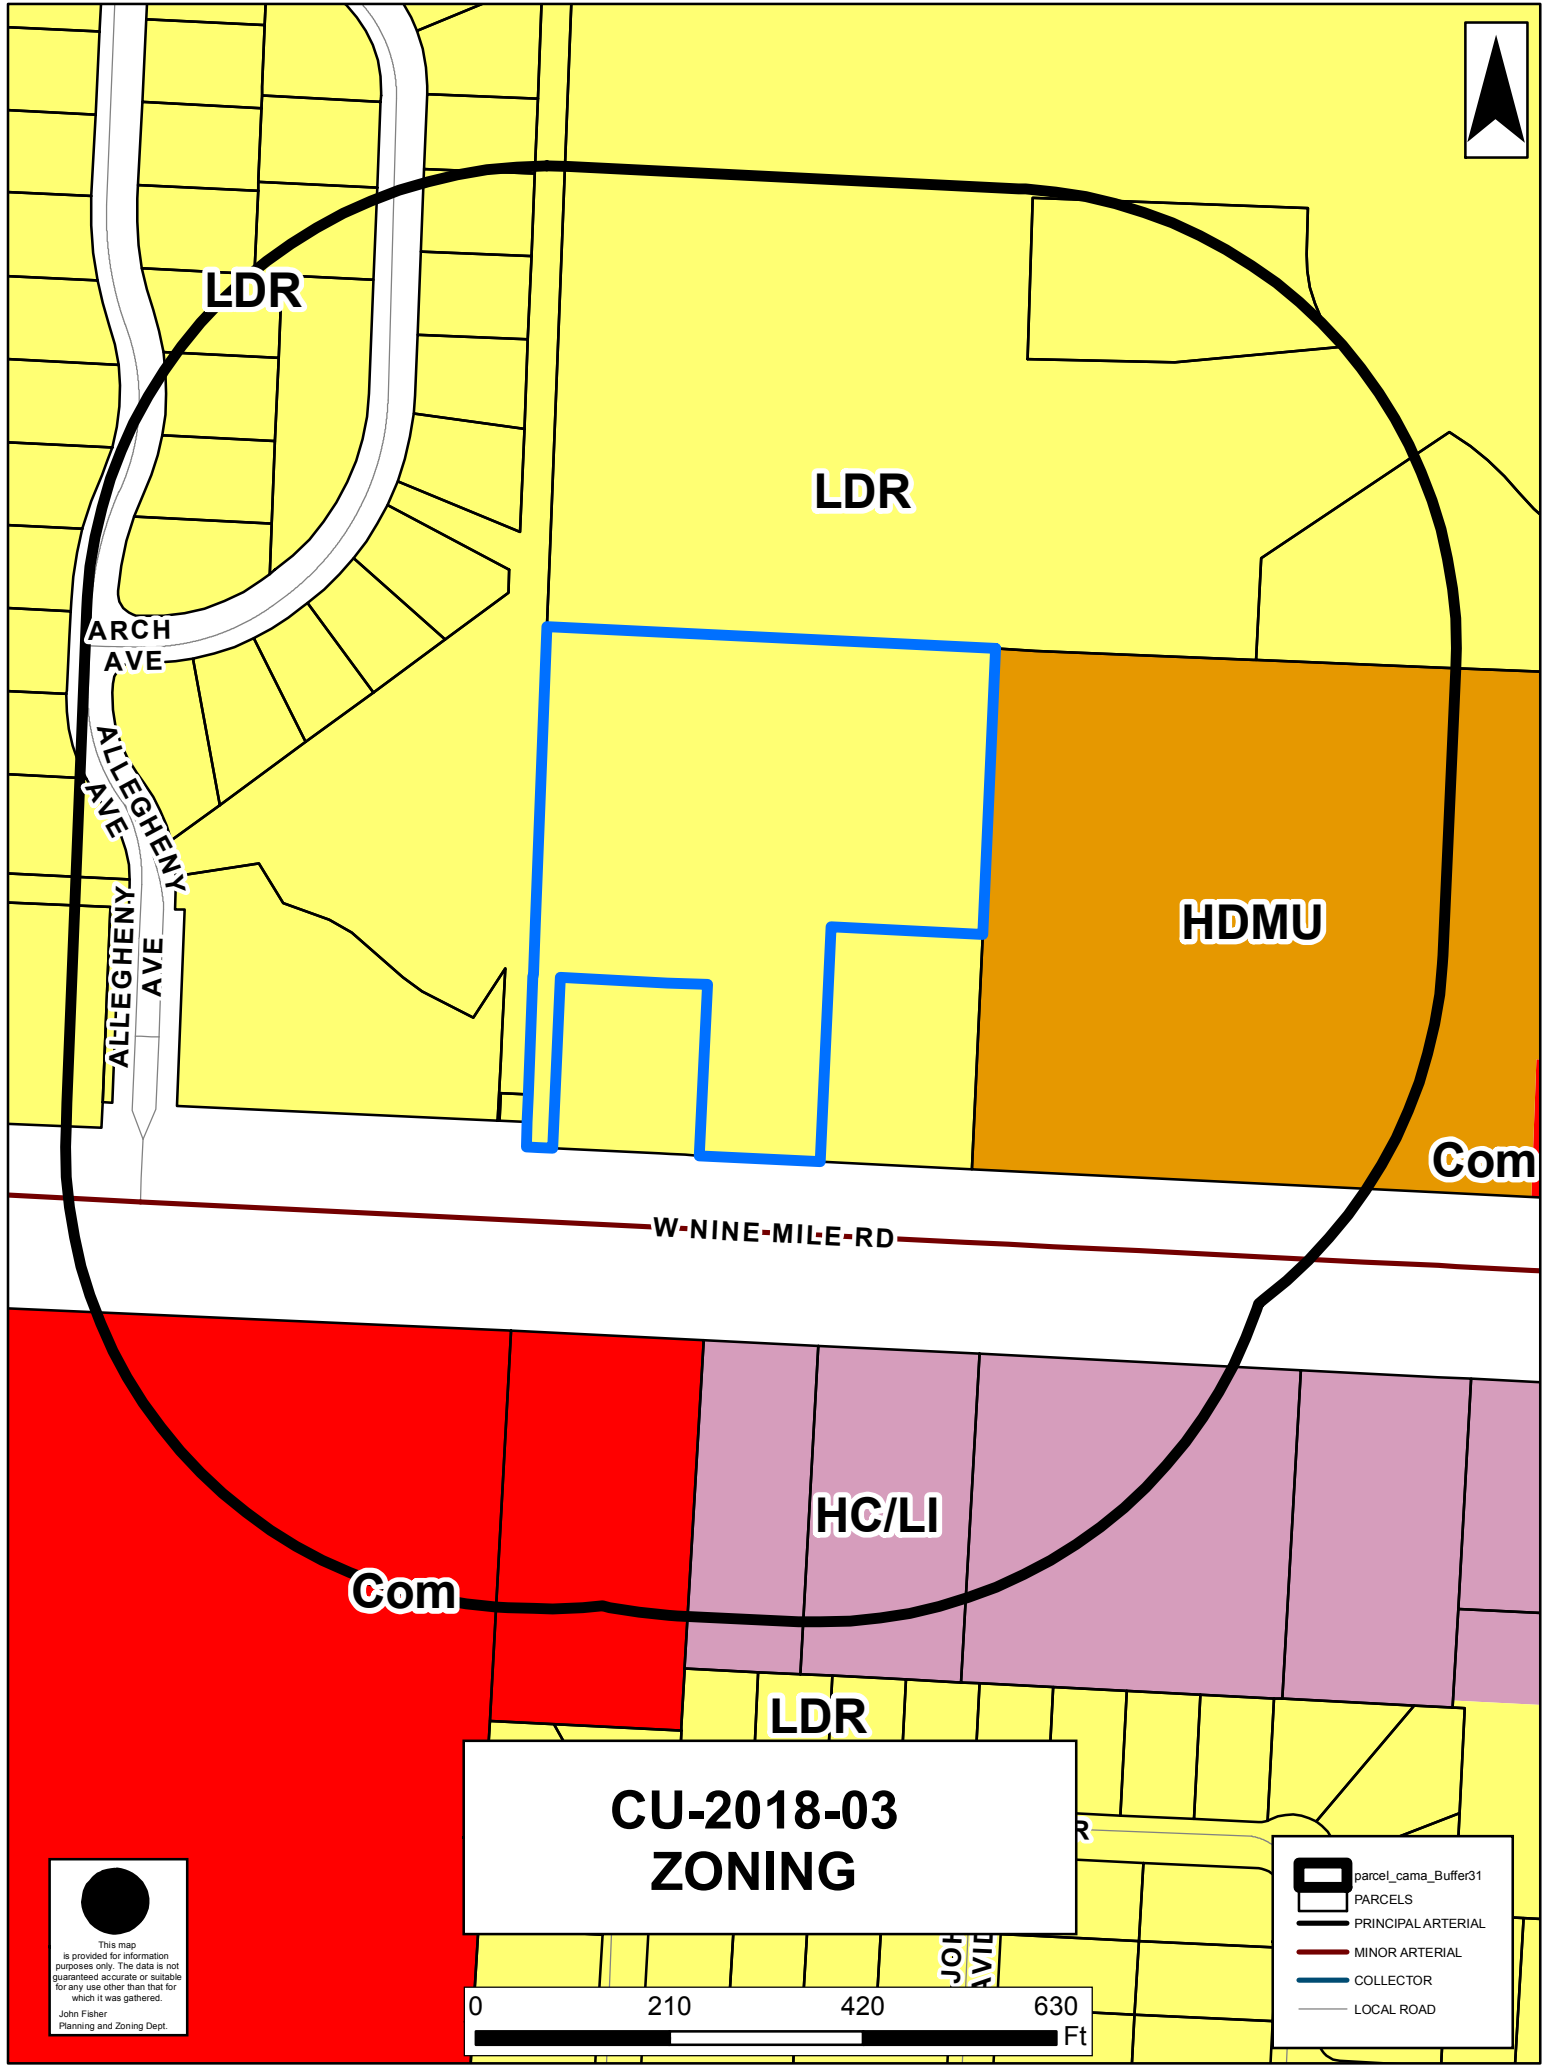 LDR
LDR
ARCH
AVE
ALLEGHENY
AVE
ALLEGHENY
AVE
HDMU
Com
W NINE MILE RD
HC/LI
Com
LDR
CU-2018-03
ZONING
R
JOH
AVID
parcel_cama_Buffer31
PARCELS
PRINCIPAL ARTERIAL
MINOR ARTERIAL
COLLECTOR
LOCAL ROAD
This map
is provided for information
purposes only. The data is not
guaranteed accurate or suitable
for any use other than that for
which it was gathered.
John Fisher
Planning and Zoning Dept.
0 210 420 630
Ft